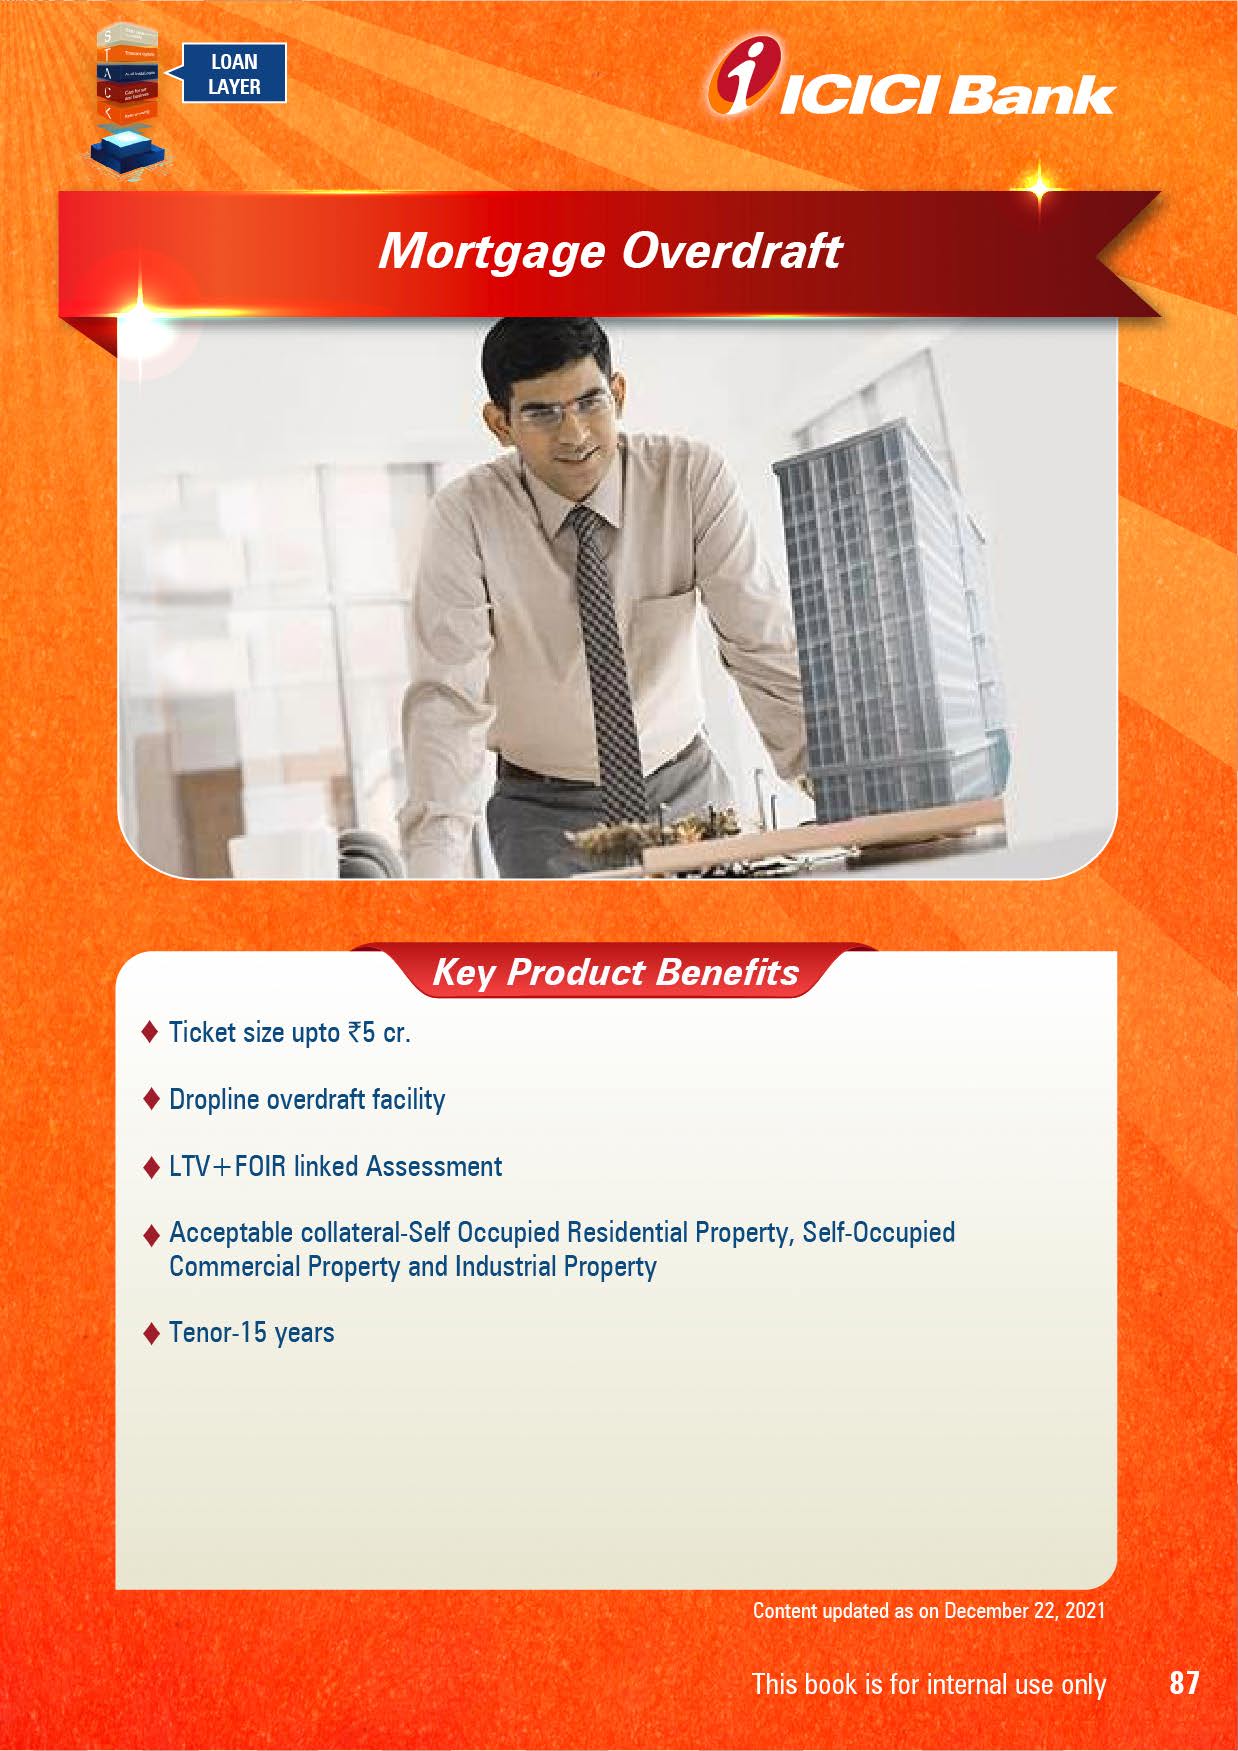 S
T
A
C
K
LOAN
LAYER
ICICI Bank
Mortgage Overdraft
Key Product Benefits
Ticket size upto ₹5 cr.
Dropline overdraft facility
LTV+FOIR linked Assessment
Acceptable collateral-Self Occupied Residential Property, Self-Occupied
Commercial Property and Industrial Property
Tenor-15 years
Content updated as on December 22, 2021
This book is for internal use only
87